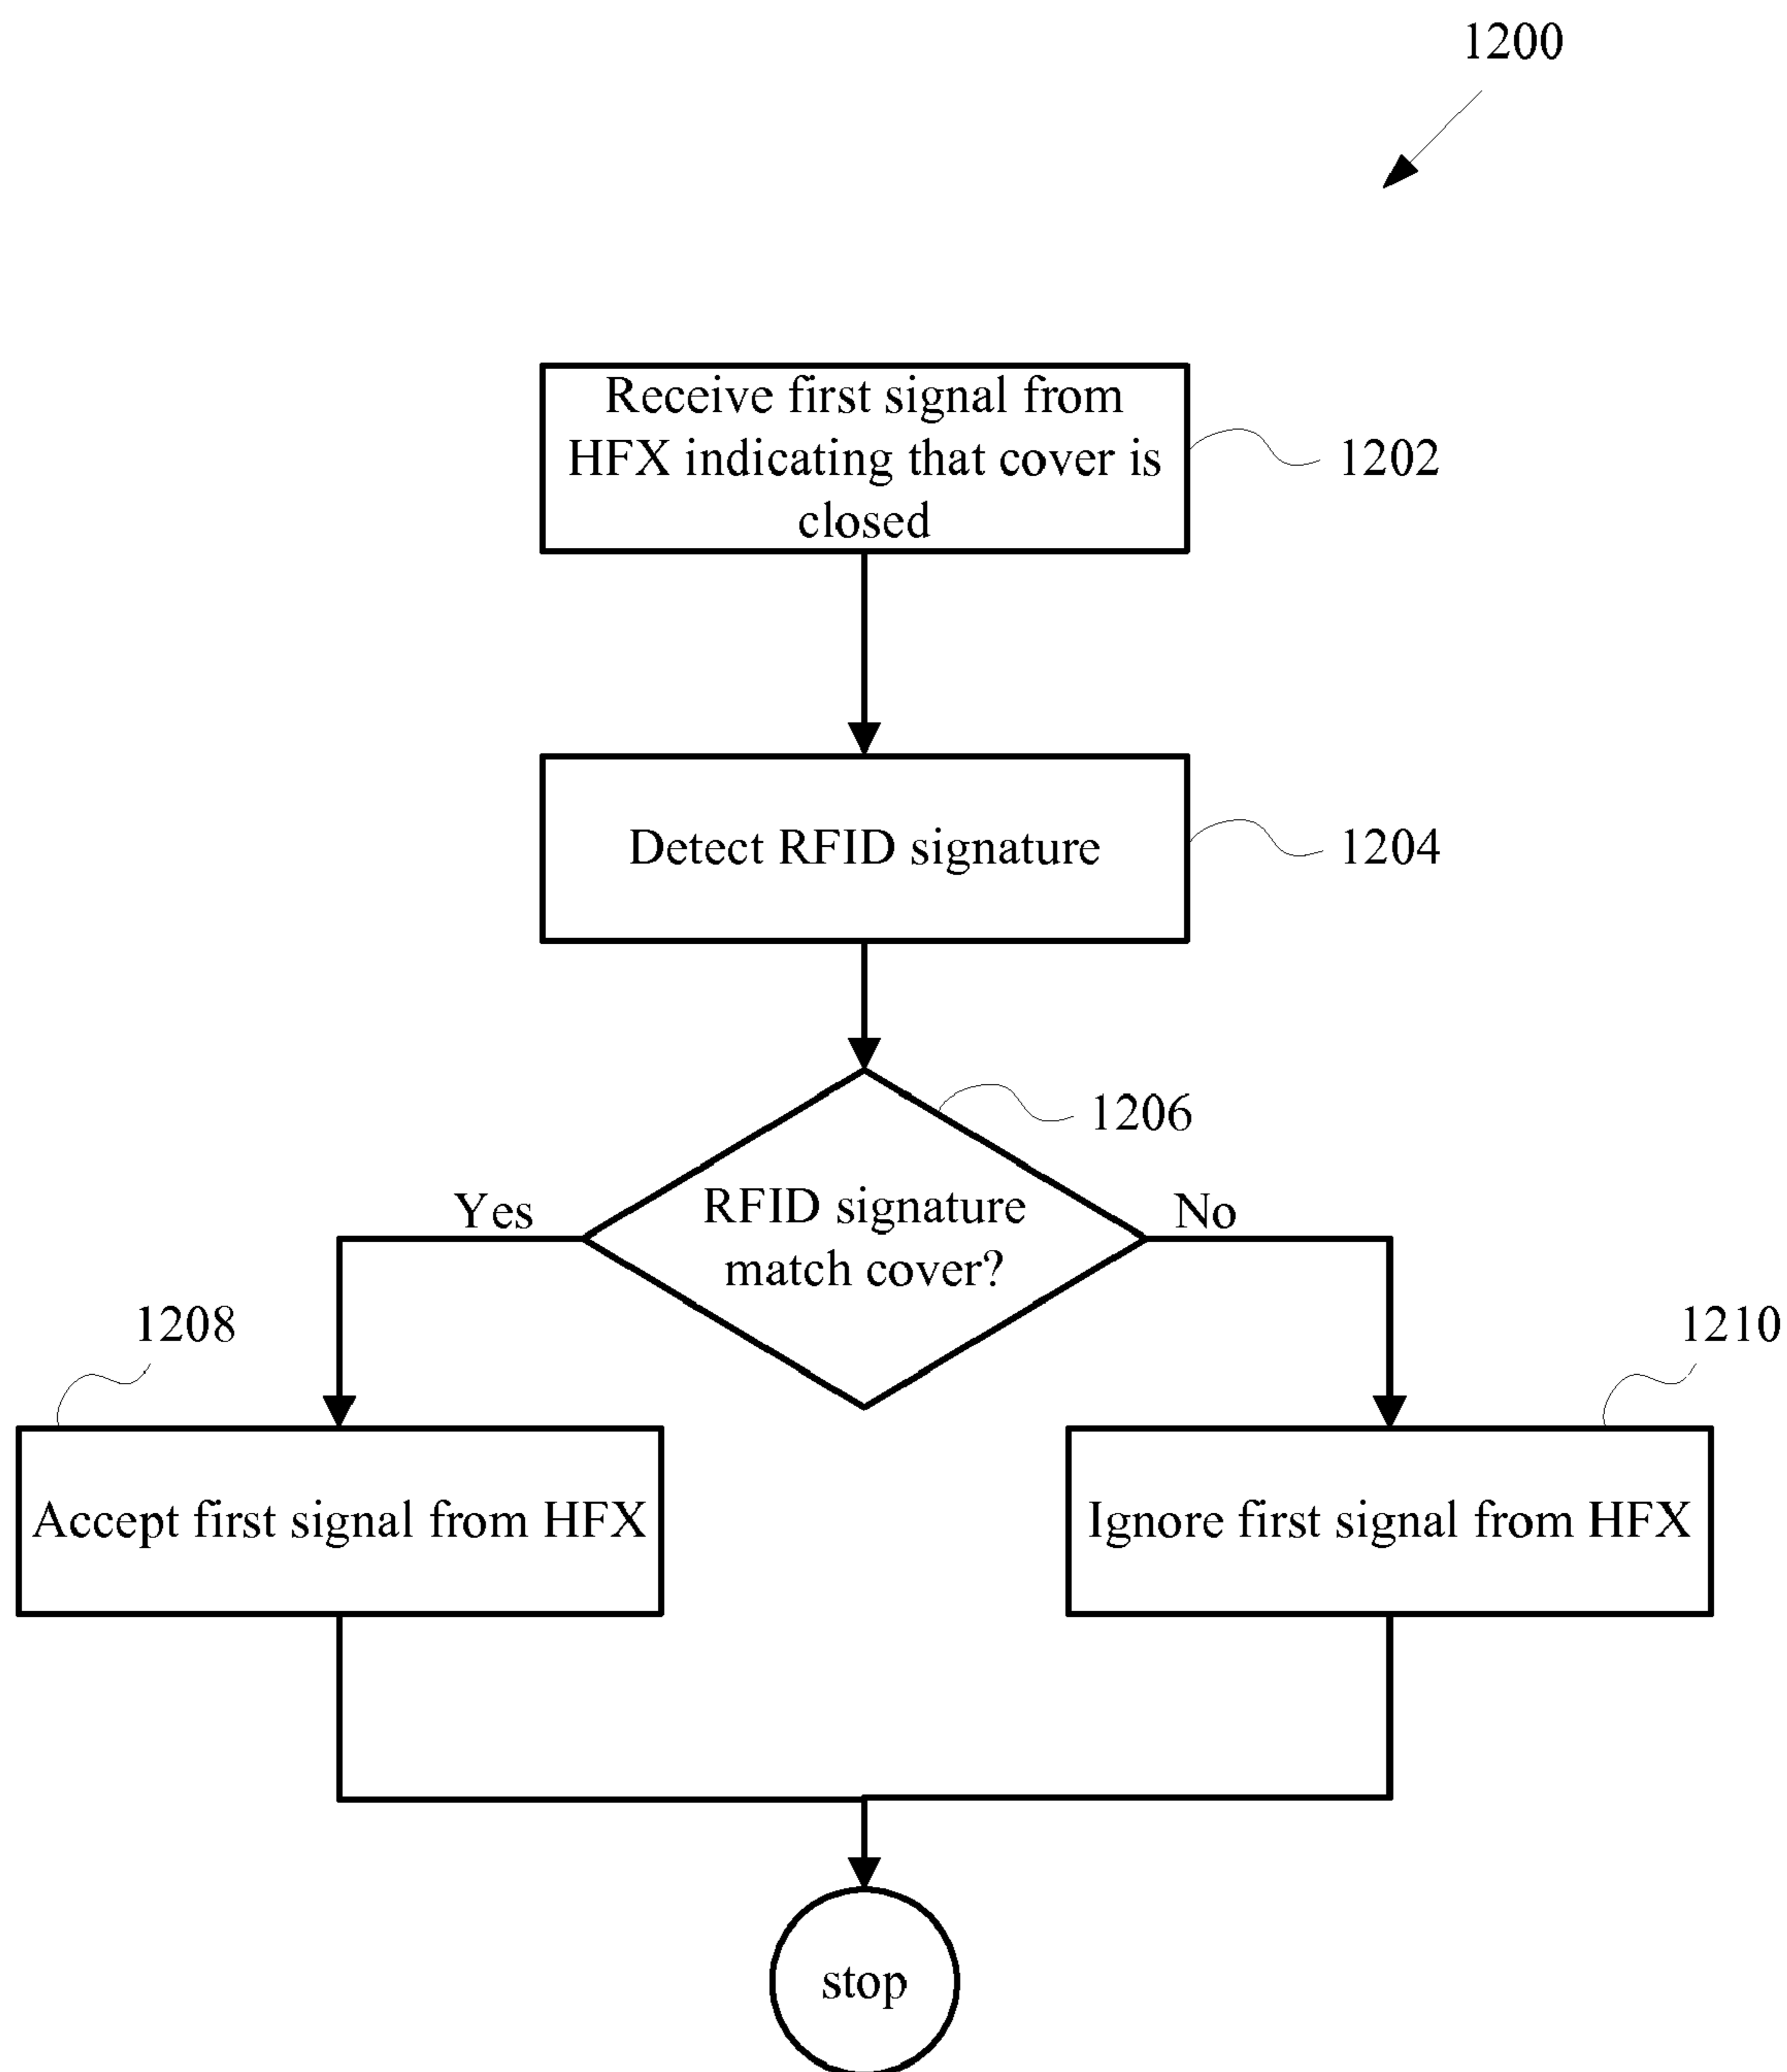 1200
Receive first signal from
HFX indicating that cover is
closed
1202
Detect RFID signature
1204
1206
RFID signature
match cover?
Yes
No
1208
1210
Accept first signal from HFX
Ignore first signal from HFX
stop